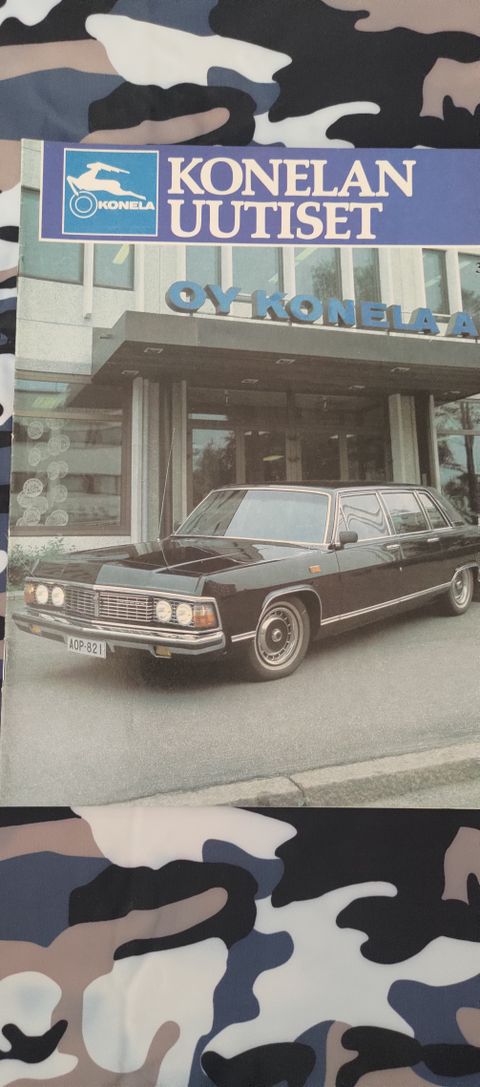 KONELA
KONELAN
UUTISET
OY KONELA A
AOP-821